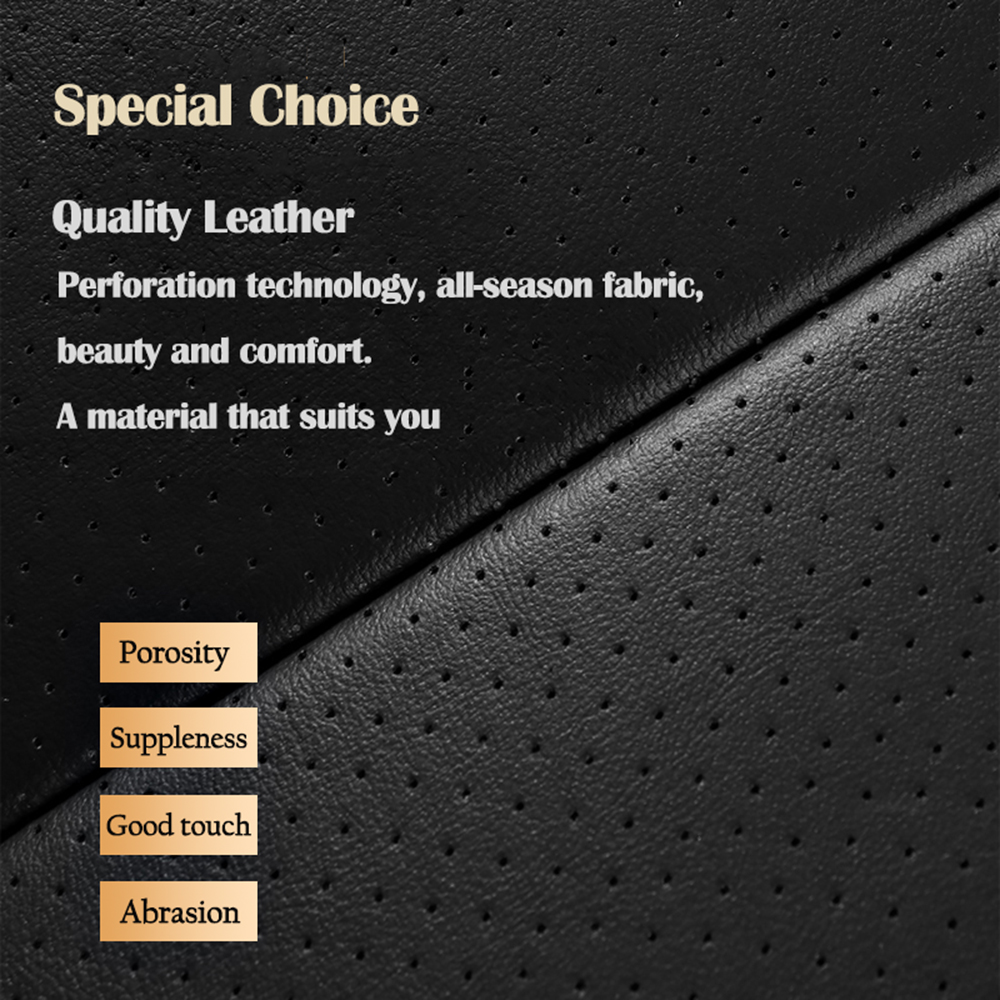 Special Choice
Quality Leather
Perforation technology, all-season fabric,
beauty and comfort.
A material that suits you
Porosity
Suppleness
Good touch
Abrasion